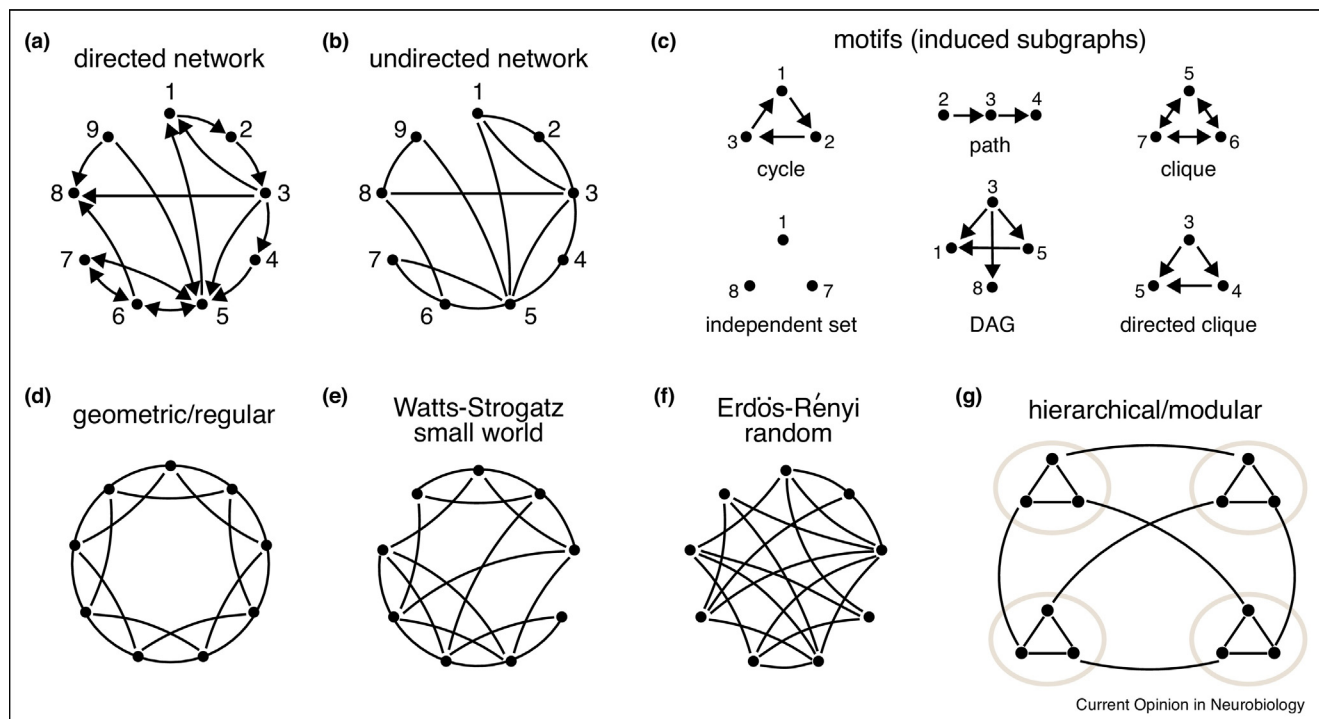 (a)
directed network
1
2
3
4
5
6
7
8
9
(b)
undirected network
1
2
3
4
5
6
7
8
9
(c)
motifs (induced subgraphs)
1
3 2
cycle
2 3 4
path
5
7 6
clique
1
8 7
independent set
3
1 5
8
DAG
3
5 4
directed clique
(d)
geometric/regular
(e)
Watts-Strogatz
small world
(f)
Erdös-Rényi
random
(g)
hierarchical/modular
Current Opinion in Neurobiology